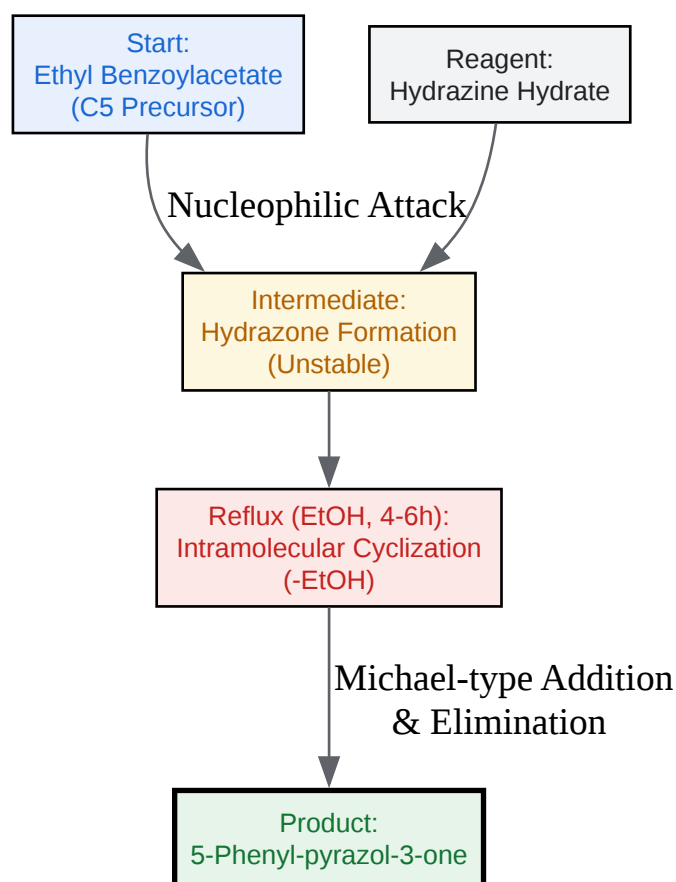 Start:
Ethyl Benzoylacetate
(C5 Precursor)
Reagent:
Hydrazine Hydrate
Nucleophilic Attack
Intermediate:
Hydrazone Formation
(Unstable)
Reflux (EtOH, 4-6h):
Intramolecular Cyclization
(-EtOH)
Michael-type Addition
& Elimination
Product:
5-Phenyl-pyrazol-3-one